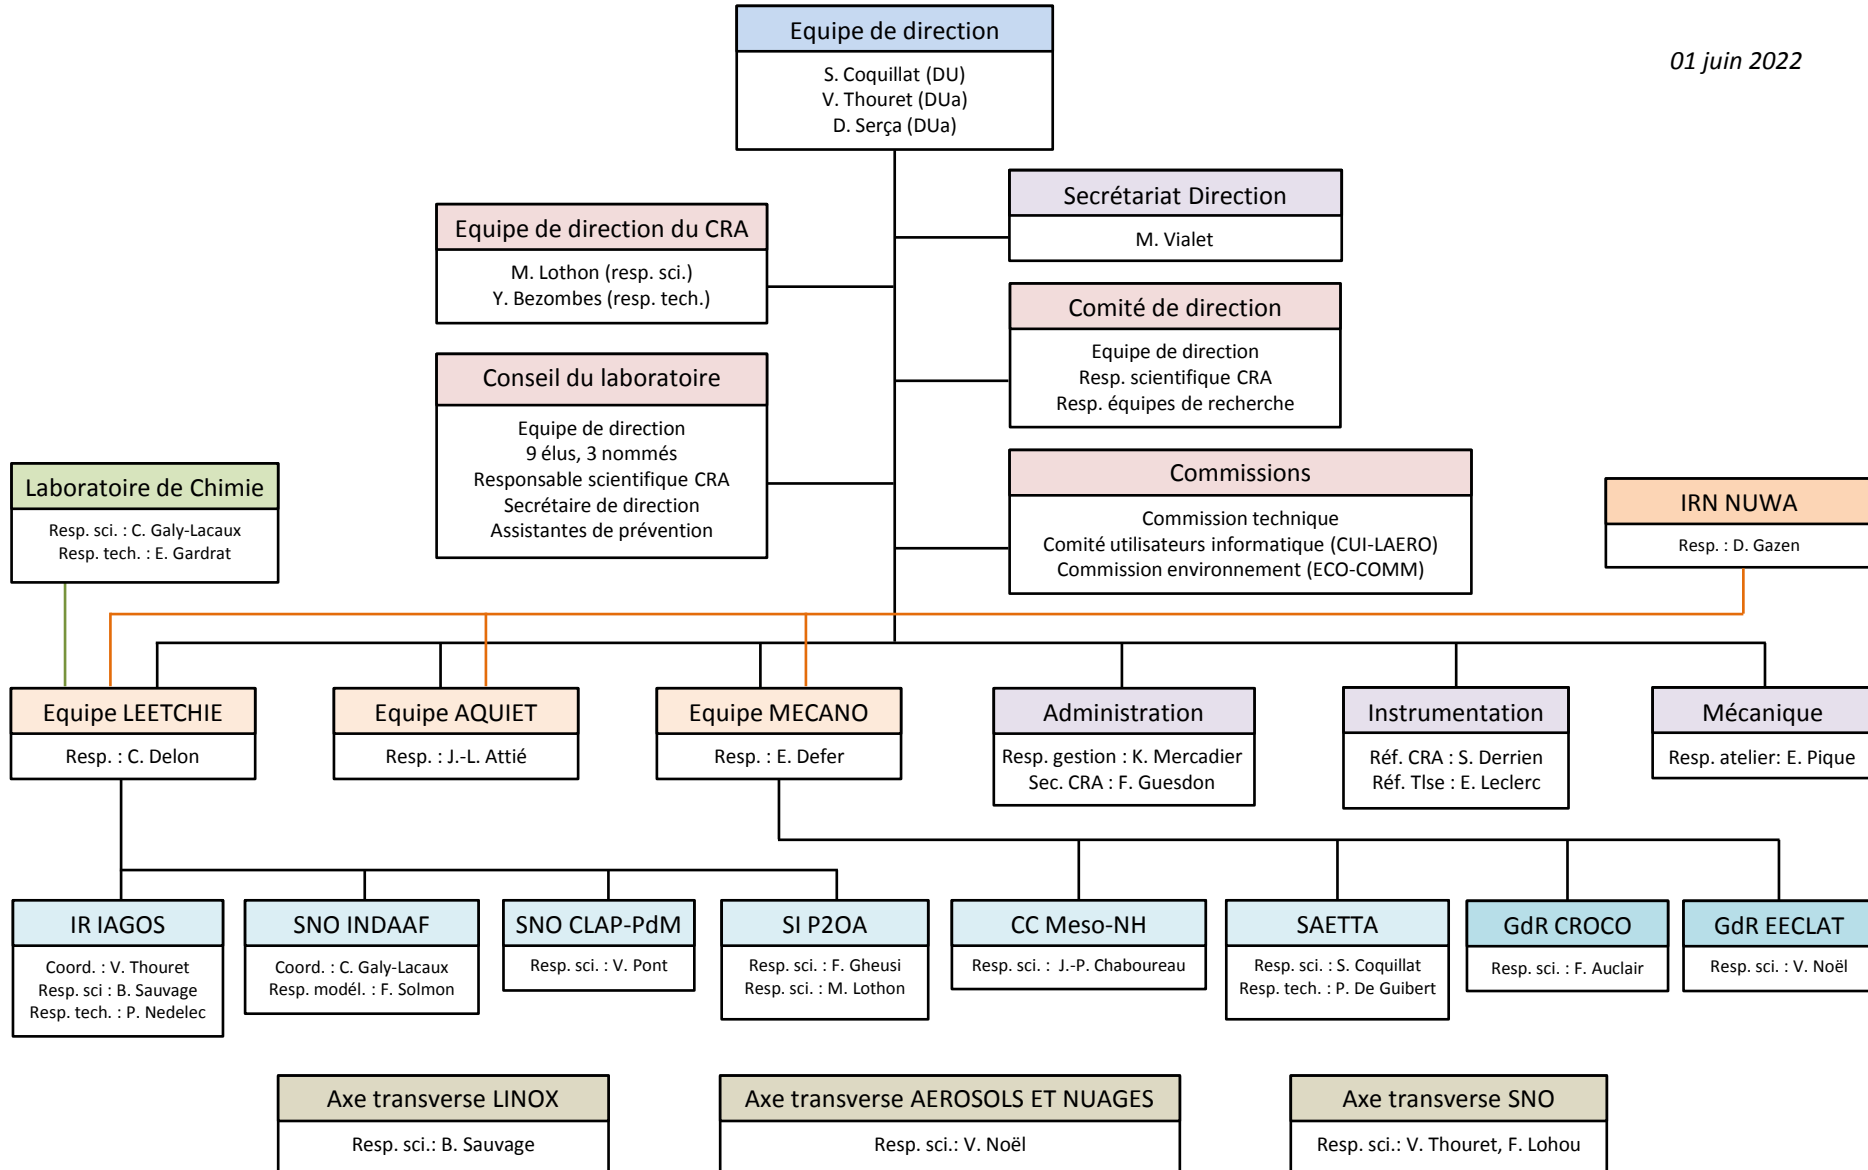 Equipe de direction
S. Coquillat (DU)
V. Thouret (DUa)
D. Serça (DUa)
01 juin 2022
Secrétariat Direction
M. Vialet
Equipe de direction du CRA
M. Lothon (resp. sci.)
Y. Bezombes (resp. tech.)
Comité de direction
Equipe de direction
Resp. scientifique CRA
Resp. équipes de recherche
Conseil du laboratoire
Equipe de direction
9 élus, 3 nommés
Responsable scientifique CRA
Secrétaire de direction
Assistantes de prévention
Commissions
Commission technique
Comité utilisateurs informatique (CUI-LAERO)
Commission environnement (ECO-COMM)
Laboratoire de Chimie
Resp. sci. : C. Galy-Lacaux
Resp. tech. : E. Gardrat
IRN NUWA
Resp. : D. Gazen
Equipe LEETCHIE
Resp. : C. Delon
Equipe AQUIET
Resp. : J.-L. Attié
Equipe MECANO
Resp. : E. Defer
Administration
Resp. gestion : K. Mercadier
Sec. CRA : F. Guesdon
Instrumentation
Réf. CRA : S. Derrien
Réf. Tlse : E. Leclerc
Mécanique
Resp. atelier: E. Pique
IR IAGOS
Coord. : V. Thouret
Resp. sci : B. Sauvage
Resp. tech. : P. Nedelec
SNO INDAAF
Coord. : C. Galy-Lacaux
Resp. modél. : F. Solmon
SNO CLAP-PdM
Resp. sci. : V. Pont
SI P2OA
Resp. sci. : F. Gheusi
Resp. sci. : M. Lothon
CC Meso-NH
Resp. sci. : J.-P. Chaboureau
SAETTA
Resp. sci. : S. Coquillat
Resp. tech. : P. De Guibert
GdR CROCO
Resp. sci. : F. Auclair
GdR EECLAT
Resp. sci. : V. Noël
Axe transverse LINOX
Resp. sci.: B. Sauvage
Axe transverse AEROSOLS ET NUAGES
Resp. sci.: V. Noël
Axe transverse SNO
Resp. sci.: V. Thouret, F. Lohou